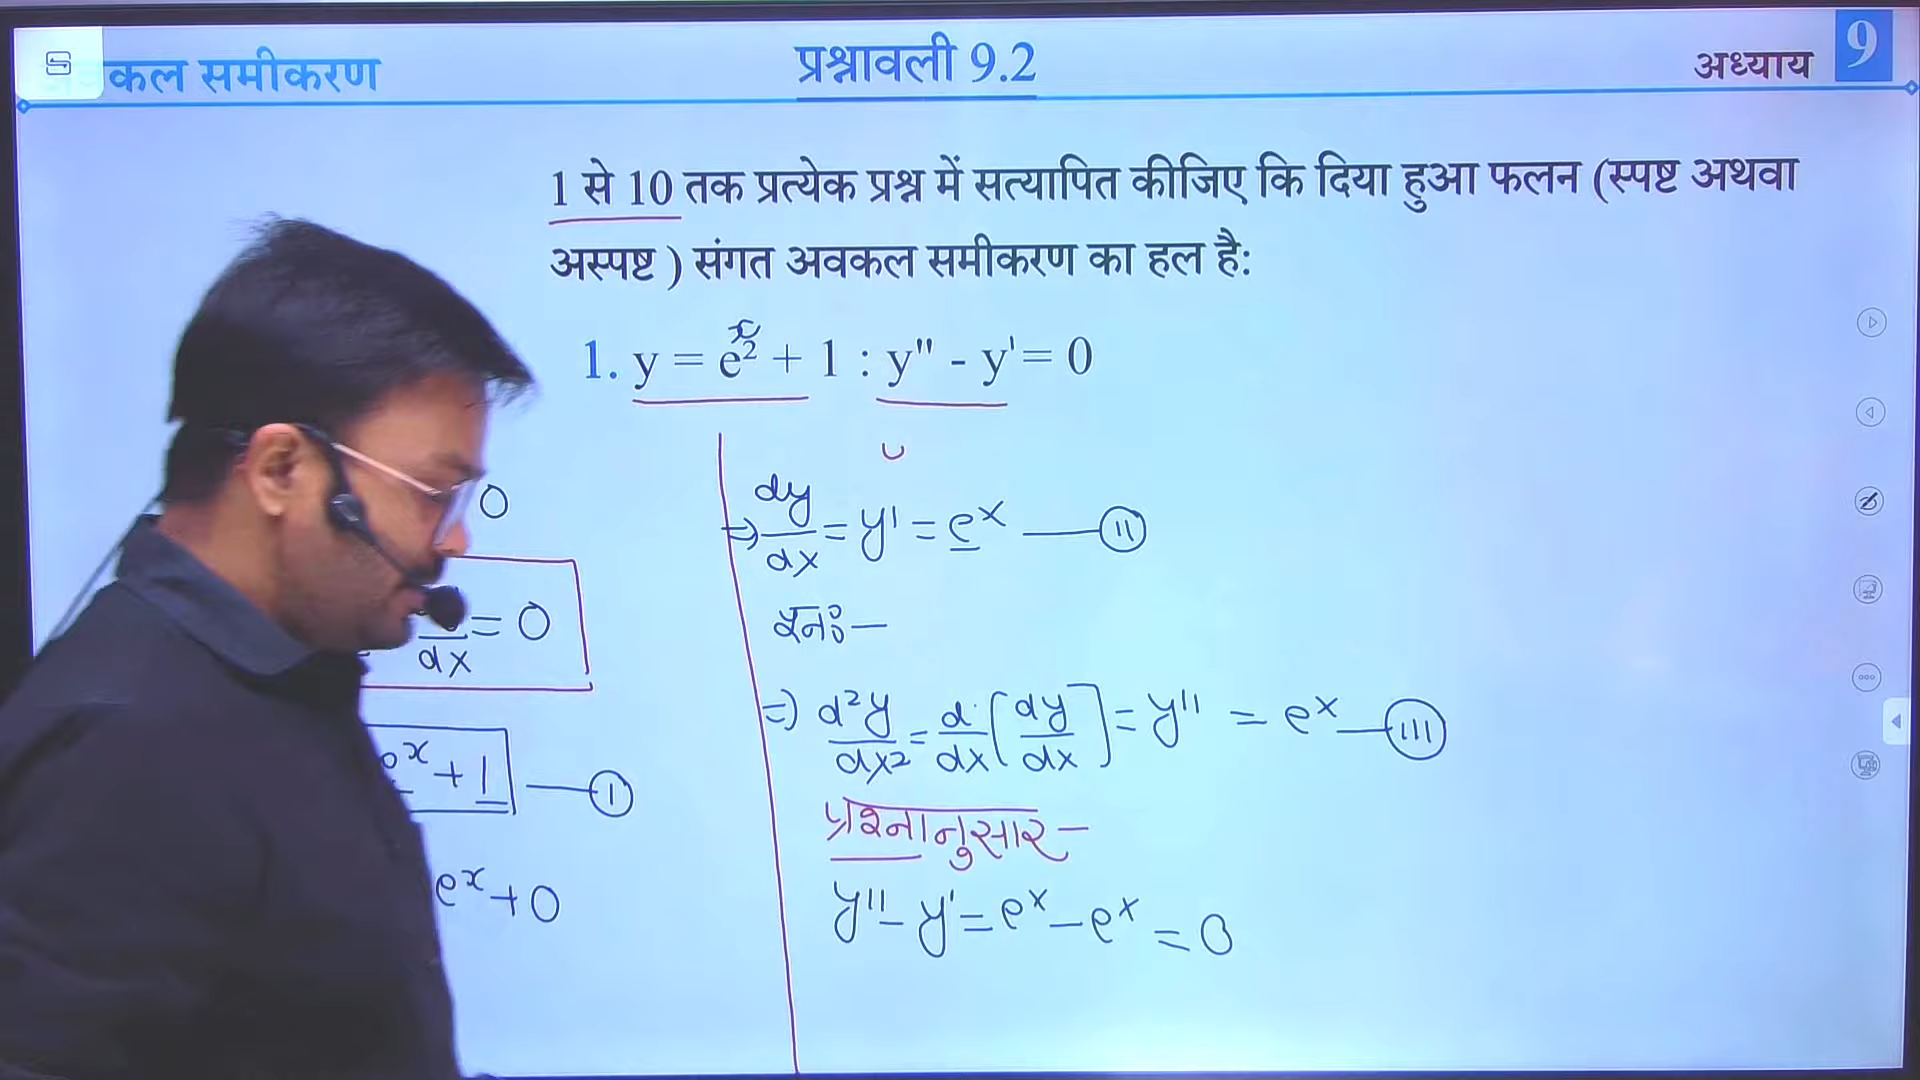 कल समीकरण
प्रश्नावली 9.2
अध्याय 9
1 से 10 तक प्रत्येक प्रश्न में सत्यापित कीजिए कि दिया हुआ फलन (स्पष्ट अथवा
अस्पष्ट ) संगत अवकल समीकरण का हल है:
1. y = e^2 + 1 : y" - y' = 0
0
dx = 0
e^x + 1 — (I)
e^x + 0
⇒ dy/dx = y' = e^x — (II)
⇒ d²y/dx² = d/dx (dy/dx) = y'' = e^x — (III)
प्रश्नानुसार –
y'' - y' = e^x - e^x = 0